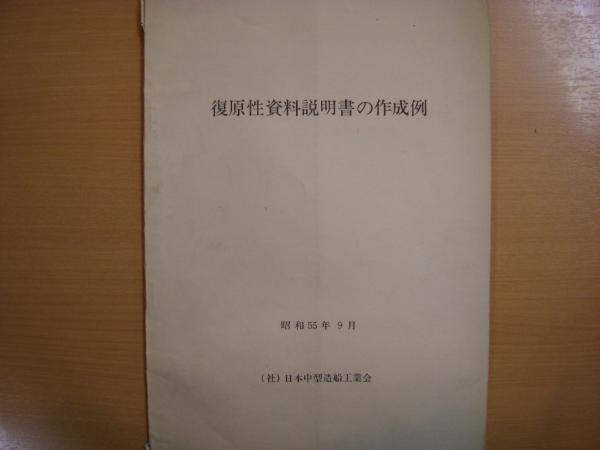 復原性資料説明書の作成例
昭和55年9月
(社)日本中型造船工業会